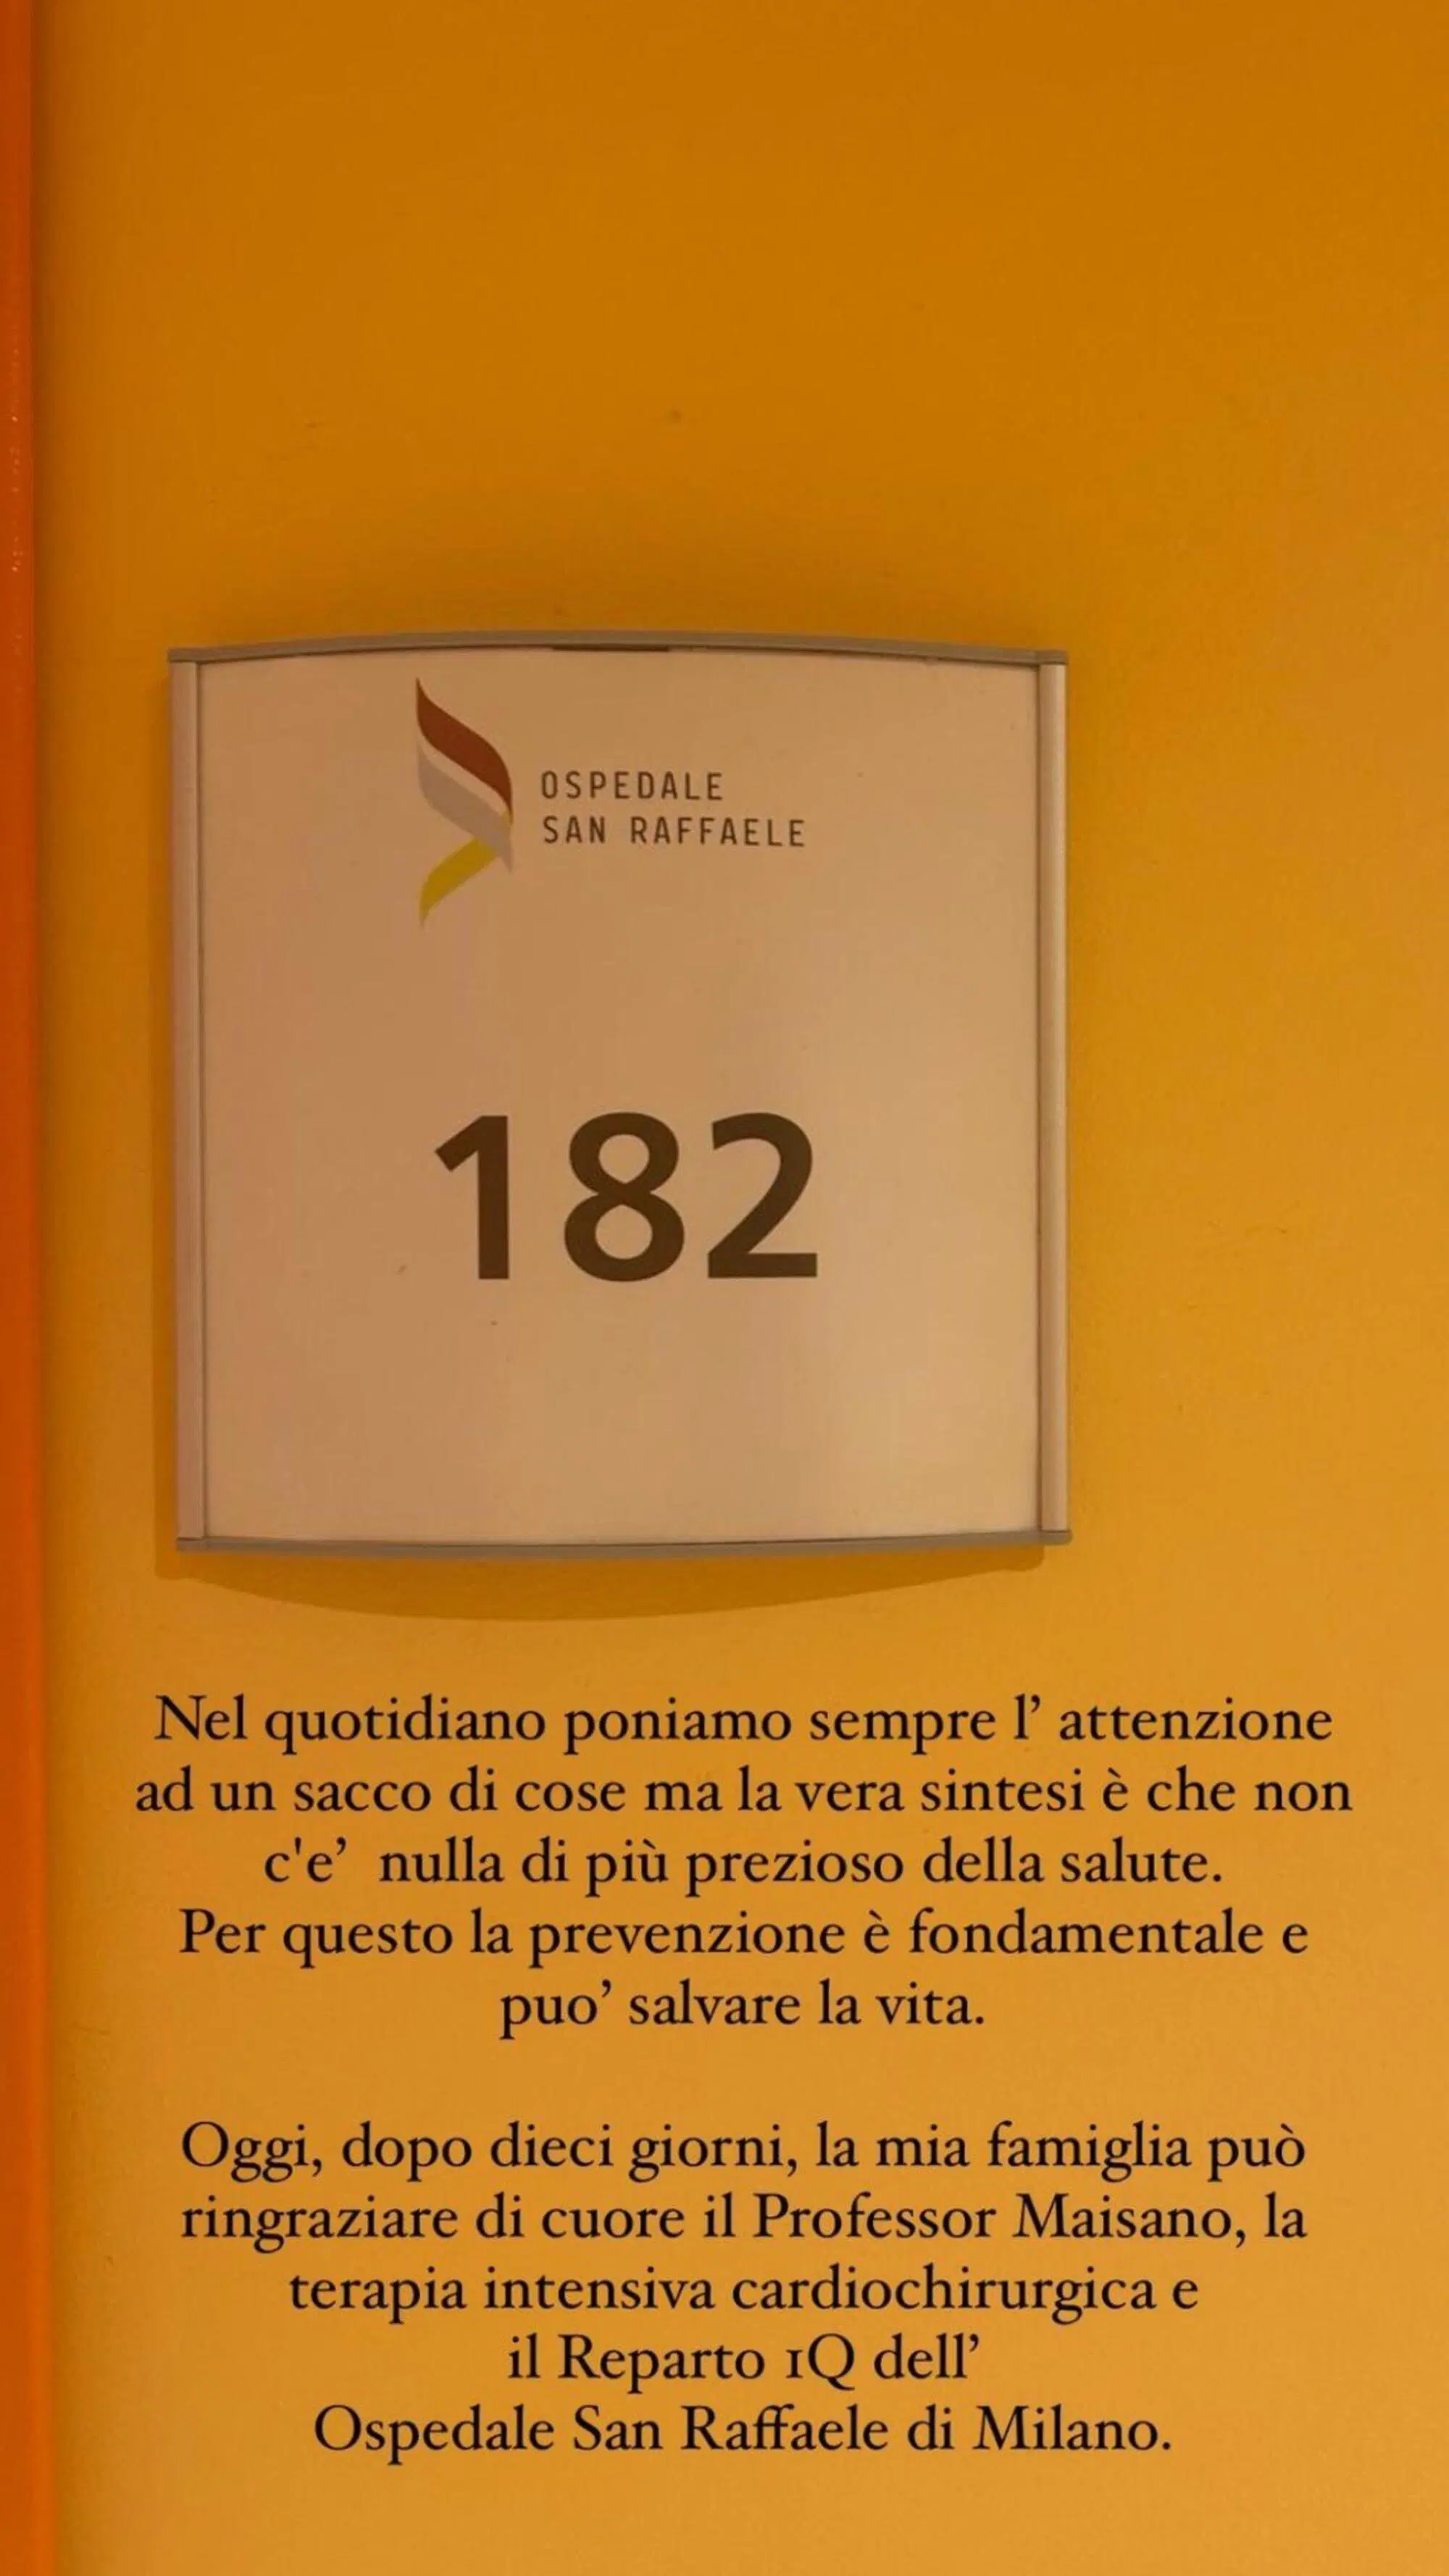 OSPEDALE
SAN RAFFAELE
182
Nel quotidiano poniamo sempre l’ attenzione
ad un sacco di cose ma la vera sintesi è che non
c'e’  nulla di più prezioso della salute.
Per questo la prevenzione è fondamentale e
puo’ salvare la vita.
Oggi, dopo dieci giorni, la mia famiglia può
ringraziare di cuore il Professor Maisano, la
terapia intensiva cardiochirurgica e
il Reparto 1Q dell’
Ospedale San Raffaele di Milano.